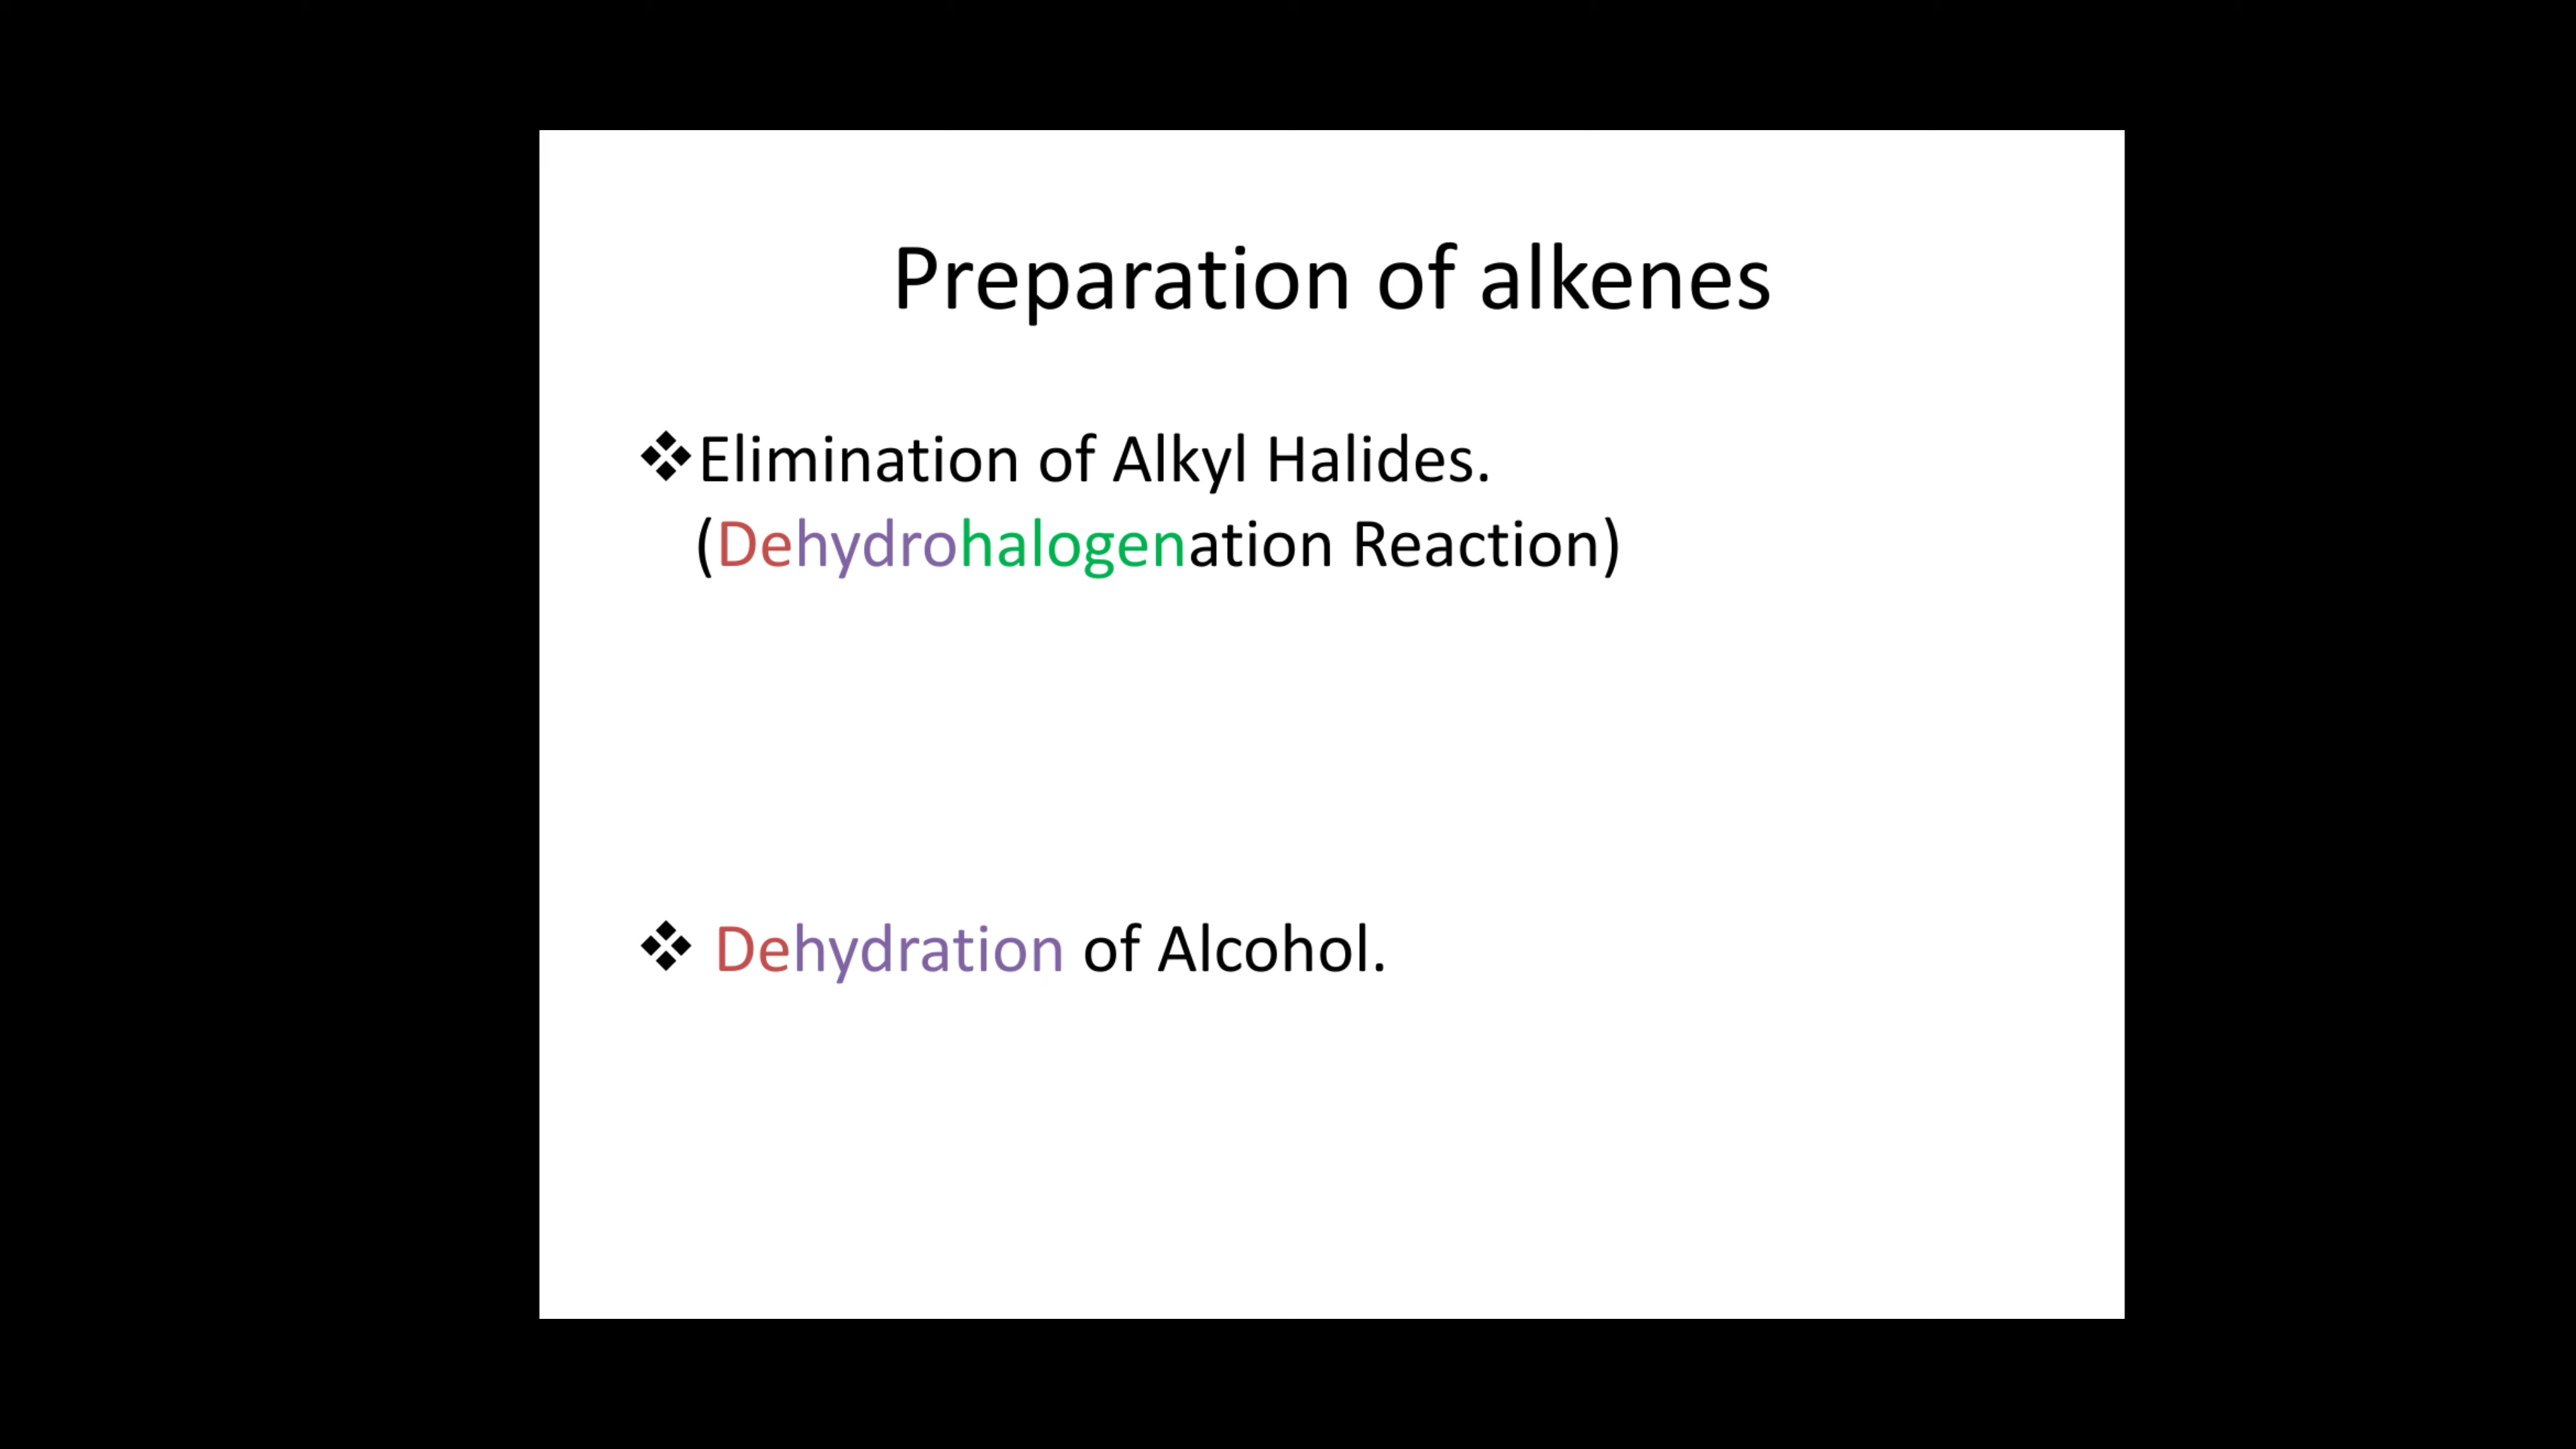 Preparation of alkenes
❖Elimination of Alkyl Halides.
(Dehydrohalogenation Reaction)
❖ Dehydration of Alcohol.